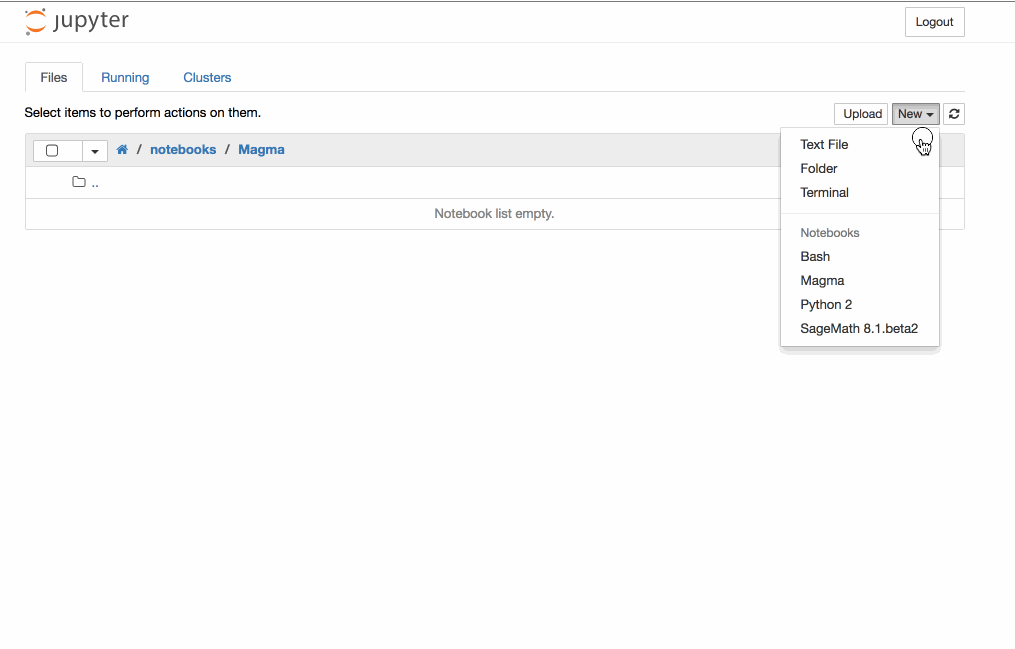 jupyter
Logout
Files Running Clusters
Select items to perform actions on them.
Upload New
/ notebooks / Magma
..
Notebook list empty.
Text File
Folder
Terminal
Notebooks
Bash
Magma
Python 2
SageMath 8.1.beta2